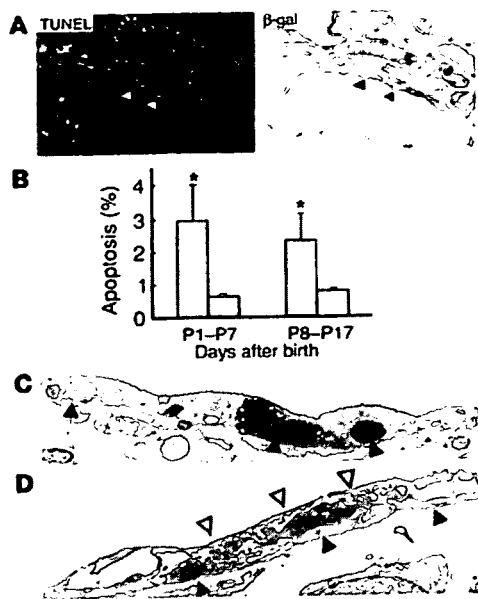 A
TUNEL
β-gal
B
Apoptosis (%)
4
3
2
1
0
*
*
P1–P7
P8–P17
Days after birth
C
D